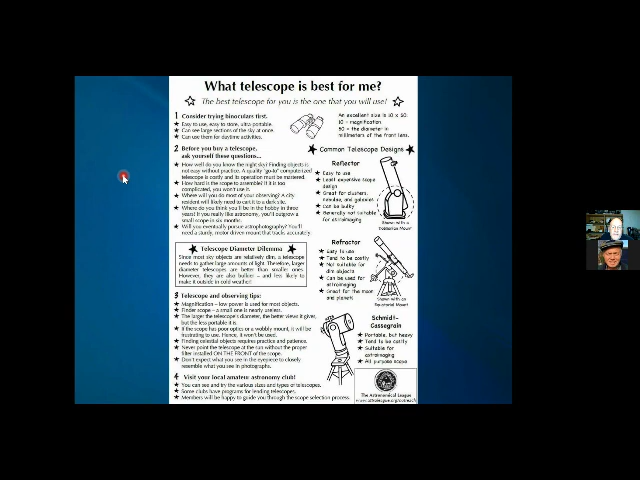 What telescope is best for me?
The best telescope for you is the one that you will use!
1 Consider trying binoculars first.
Easy to use, easy to store, ultra portable.
Can see large sections of the sky at once.
Can use them for daytime activities.
An excellent size is 10 x 50.
10 = magnification.
50 = the diameter in
millimeters of the front lens.
2 Before you buy a telescope,
ask yourself these questions...
How well do you know the night sky? Finding objects is
not easy without practice. A quality "go-to" computerized
telescope is costly and its operation must be mastered.
How hard is the scope to assemble? If it is too
complicated, you won't use it.
Where will you do most of your observing? A city
resident will likely need to cart it to a dark site.
Where do you think you'll be in the hobby in three
years? If you really like astronomy, you'll outgrow a
small scope in six months.
Will you eventually pursue astrophotography? You'll
need a sturdy, motor driven mount that tracks accurately.
Telescope Diameter Dilemma
Since most sky objects are relatively dim, a telescope
needs to gather large amounts of light. Therefore, larger
diameter telescopes are better than smaller ones.
However, they are also bulkier – and less likely to
make it outside in cold weather!
3 Telescope and observing tips:
Magnification – low power is used for most objects.
Finder scope – a small one is nearly useless.
The larger the telescope's diameter, the better views it gives,
but the less portable it is.
If the scope has poor optics or a wobbly mount, it will be
frustrating to use. Hence, it won't be used.
Finding celestial objects requires practice and patience.
Never point the telescope at the sun without the proper
filter installed ON THE FRONT of the scope.
Don't expect what you see in the eyepiece to closely
resemble what you see in photographs.
4 Visit your local amateur astronomy club!
You can see and try the various sizes and types of telescopes.
Some clubs have programs for lending telescopes.
Members will be happy to guide you through the scope selection process.
Common Telescope Designs
Reflector
Easy to use
Least expensive scope
design
Great for clusters,
nebulae, and galaxies
Can be bulky
Generally not suitable
for astroimaging
Shown with a
Dobsonian Mount
Refractor
Easy to use
Tend to be costly
Not suitable for
dim objects
Can be used for
astroimaging
Great for the moon
and planets
Shown with an
Equatorial Mount
Schmidt-
Cassegrain
Portable, but heavy
Tend to be costly
Suitable for
astroimaging
All purpose scope
The Astronomical League
www.astroleague.org/outreach